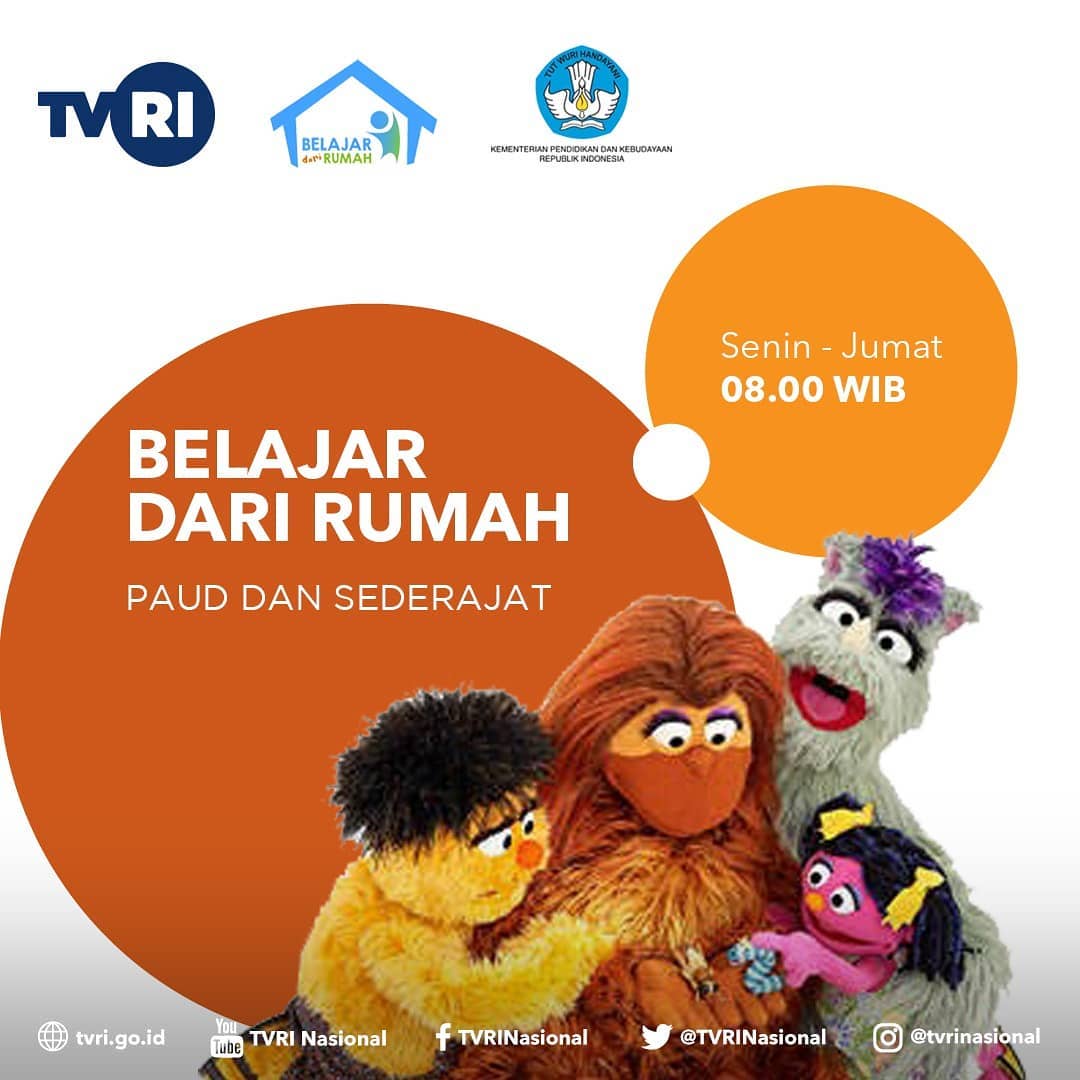 TVRI
BELAJAR
dari RUMAH
TUT WURI HANDAYANI
KEMENTERIAN PENDIDIKAN DAN KEBUDAYAAN
REPUBLIK INDONESIA
Senin - Jumat
08.00 WIB
BELAJAR
DARI RUMAH
PAUD DAN SEDERAJAT
tvri.go.id
You
Tube
TVRI Nasional
f TVRINasional
@TVRINasional
@tvrinasional